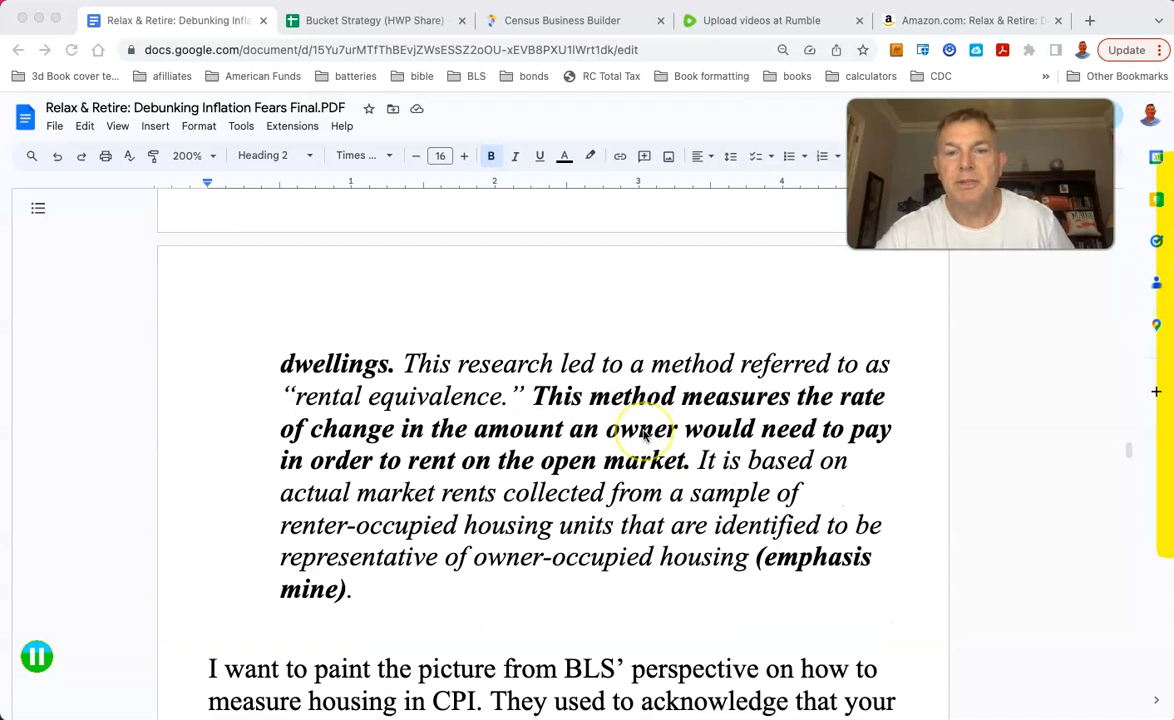 Relax & Retire: Debunking Infla
Bucket Strategy (HWP Share)
Census Business Builder
Upload videos at Rumble
Amazon.com: Relax & Retire: D
docs.google.com/document/d/15Yu7urMTfThBEvjZWsESSZ2oOU-xEVB8PXU1lWrt1dk/edit
Update
3d Book cover te...
afilliates
American Funds
batteries
bible
BLS
bonds
RC Total Tax
Book formatting
books
calculators
CDC
»
Other Bookmarks
Relax & Retire: Debunking Inflation Fears Final.PDF
File Edit View Insert Format Tools Extensions Help
200% Heading 2 Times ... − 16 + B I U A
1 2 3 4
dwellings. This research led to a method referred to as
“rental equivalence.” This method measures the rate
of change in the amount an owner would need to pay
in order to rent on the open market. It is based on
actual market rents collected from a sample of
renter-occupied housing units that are identified to be
representative of owner-occupied housing (emphasis
mine).
I want to paint the picture from BLS’ perspective on how to
measure housing in CPI. They used to acknowledge that your